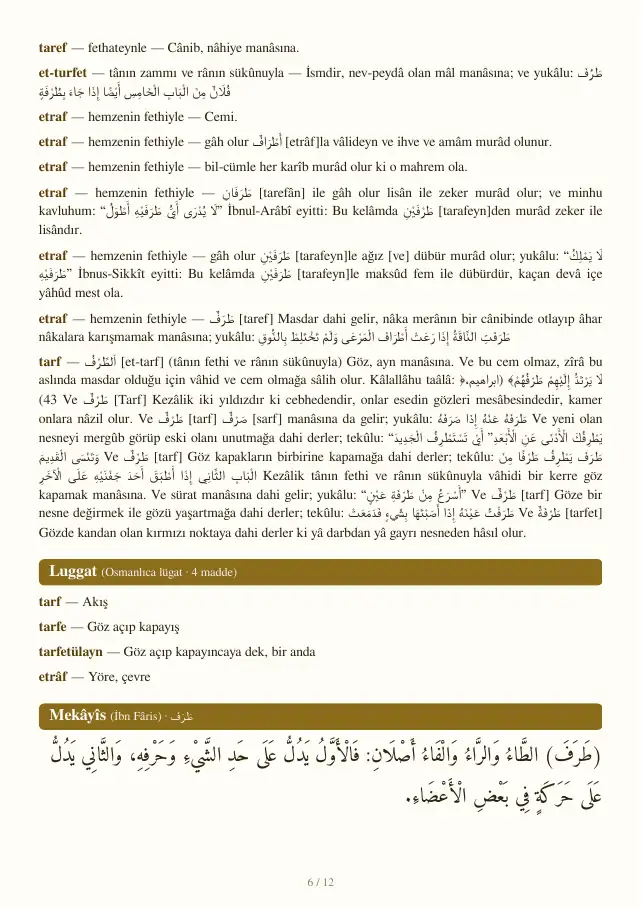 taref — fethateynle — Cânib, nâhiye manâsına.
et-turfet — tânın zammı ve rânın sükûnuyla — İsmdir, nev-peydâ olan mâl manâsına; ve yukâlu: طَرُفَ
فُلَانٌ مِنْ الْبَابِ الْخَامِسِ أَيْضًا إِذَا جَاءَ بِطُرْفَةٍ
etraf — hemzenin fethiyle — Cemi.
etraf — hemzenin fethiyle — gâh olur أَطْرَافٌ [etrâf]la vâlideyn ve ihve ve amâm murâd olunur.
etraf — hemzenin fethiyle — bil-cümle her karîb murâd olur ki o mahrem ola.
etraf — hemzenin fethiyle — طَرَفَانِ [tarefân] ile gâh olur lisân ile zeker murâd olur; ve minhu
kavluhum: “لَا يُدْرَى أَيُّ طَرَفَيْهِ أَطْوَلُ” İbnul-Arâbî eyitti: Bu kelâmda طَرَفَيْنِ [tarafeyn]den murâd zeker ile
lisândır.
etraf — hemzenin fethiyle — gâh olur طَرَفَيْنِ [tarafeyn]le ağız [ve] dübür murâd olur; yukâlu: “لَا يَمْلِكُ
طَرَفَيْهِ” İbnus-Sikkît eyitti: Bu kelâmda طَرَفَيْنِ [tarafeyn]le maksûd fem ile dübürdür, kaçan devâ içe
yâhûd mest ola.
etraf — hemzenin fethiyle — طَرَفٌ [taref] Masdar dahi gelir, nâka merânın bir cânibinde otlayıp âhar
nâkalara karışmamak manâsına; yukâlu: طَرَفَتِ النَّاقَةُ إِذَا رَعَتْ أَطْرَافَ الْمَرْعَى وَلَمْ تَخْتَلِطْ بِالنُّوقِ
tarf — اَلطَّرْفُ [et-tarf] (tânın fethi ve rânın sükûnuyla) Göz, ayn manâsına. Ve bu cem olmaz, zîrâ bu
aslında masdar olduğu için vâhid ve cem olmağa sâlih olur. Kâlallâhu taâlâ: ﴿لَا يَرْتَدُّ إِلَيْهِمْ طَرْفُهُمْ﴾ (ابراهيم،
43) Ve طَرْفٌ [Tarf] Kezâlik iki yıldızdır ki cebhedendir, onlar esedin gözleri mesâbesindedir, kamer
onlara nâzil olur. Ve طَرْفٌ [tarf] صَرْفٌ [sarf] manâsına da gelir; yukâlu: طَرَفَهُ عَنْهُ إِذَا صَرَفَهُ Ve yeni olan
nesneyi mergûb görüp eski olanı unutmağa dahi derler; tekûlu: “يَطْرِفُكَ الْأَدْنَى عَنِ الْأَبْعَدِ” أَيْ تَسْتَطْرِفُ الْجَدِيدَ
وَتَنْسَى الْقَدِيمَ Ve طَرْفٌ [tarf] Göz kapakların birbirine kapamağa dahi derler; tekûlu: طَرَفَ يَطْرِفُ طَرْفًا مِنْ
الْبَابِ الثَّانِي إِذَا أَطْبَقَ أَحَدَ جَفْنَيْهِ عَلَى الْآخَرِ Kezâlik tânın fethi ve rânın sükûnuyla vâhidi bir kerre göz
kapamak manâsına. Ve sürat manâsına dahi gelir; yukâlu: “أَسْرَعُ مِنْ طَرْفَةِ عَيْنٍ” Ve طَرْفٌ [tarf] Göze bir
nesne değirmek ile gözü yaşartmağa dahi derler; tekûlu: طَرَفْتُ عَيْنَهُ إِذَا أَصَبْتَهَا بِشَيْءٍ فَدَمَعَتْ Ve طَرْفَةٌ [tarfet]
Gözde kandan olan kırmızı noktaya dahi derler ki yâ darbdan yâ gayrı nesneden hâsıl olur.
Luggat (Osmanlıca lügat · 4 madde)
tarf — Akış
tarfe — Göz açıp kapayış
tarfetülayn — Göz açıp kapayıncaya dek, bir anda
etrâf — Yöre, çevre
Mekâyîs (İbn Fâris) · طَرَفَ
(طَرَفَ) الطَّاءُ وَالرَّاءُ وَالْفَاءُ أَصْلَانِ: فَالْأَوَّلُ يَدُلُّ عَلَى حَدِ الشَّيْءِ وَحَرْفِهِ، وَالثَّانِي يَدُلُّ
عَلَى حَرَكَةٍ فِي بَعْضِ الْأَعْضَاءِ.
6 / 12